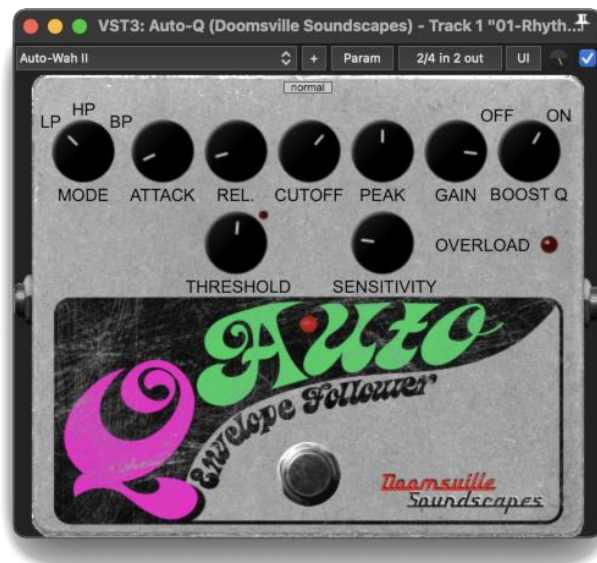 VST3: Auto-Q (Doomsville Soundscapes) - Track 1 "01-Rhyth...
Auto-Wah II + Param 2/4 in 2 out UI
normal
LP HP BP OFF ON
MODE ATTACK REL. CUTOFF PEAK GAIN BOOST Q
OVERLOAD
THRESHOLD SENSITIVITY
Q Auto
Envelope Follower
Doomsville
Soundscapes